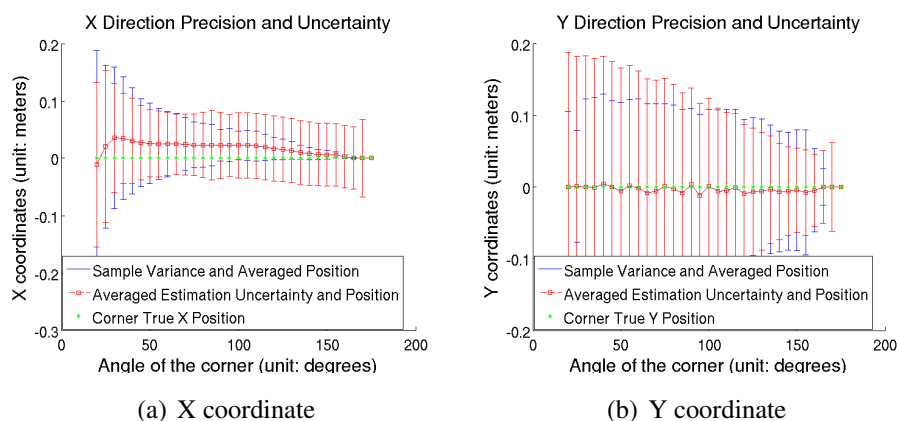 X Direction Precision and Uncertainty
0.2
0.1
0
-0.1
-0.2
-0.3
X coordinates (unit: meters)
Sample Variance and Averaged Position
Averaged Estimation Uncertainty and Position
Corner True X Position
0 50 100 150 200
Angle of the corner (unit: degrees)
(a) X coordinate
Y Direction Precision and Uncertainty
0.2
0.1
0
-0.1
-0.2
Y corrdinates (unit: meters)
Sample Variance and Averaged Position
Averaged Estimation Uncertainty and Position
Corner True Y Position
0 50 100 150 200
Angle of the corner (unit: degrees)
(b) Y coordinate